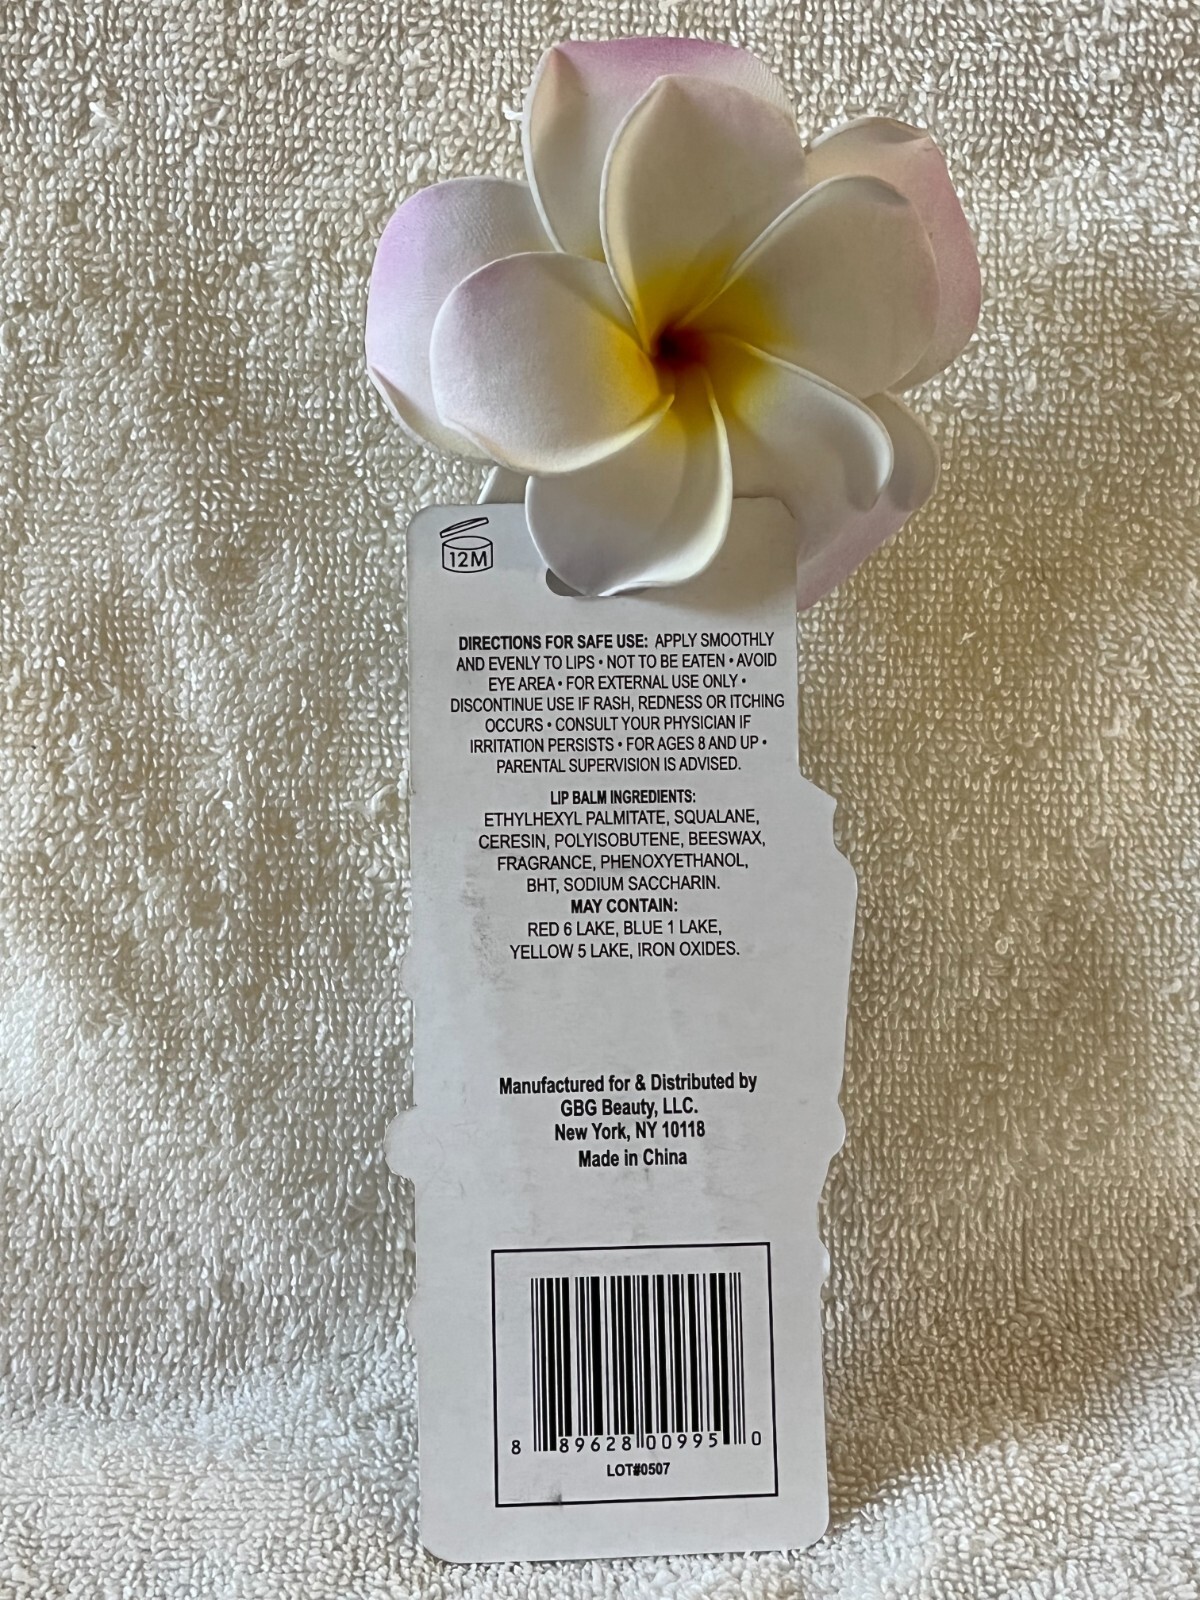 12M
DIRECTIONS FOR SAFE USE: APPLY SMOOTHLY
AND EVENLY TO LIPS • NOT TO BE EATEN • AVOID
EYE AREA • FOR EXTERNAL USE ONLY •
DISCONTINUE USE IF RASH, REDNESS OR ITCHING
OCCURS • CONSULT YOUR PHYSICIAN IF
IRRITATION PERSISTS • FOR AGES 8 AND UP •
PARENTAL SUPERVISION IS ADVISED.
LIP BALM INGREDIENTS:
ETHYLHEXYL PALMITATE, SQUALANE,
CERESIN, POLYISOBUTENE, BEESWAX,
FRAGRANCE, PHENOXYETHANOL,
BHT, SODIUM SACCHARIN.
MAY CONTAIN:
RED 6 LAKE, BLUE 1 LAKE,
YELLOW 5 LAKE, IRON OXIDES.
Manufactured for & Distributed by
GBG Beauty, LLC.
New York, NY 10118
Made in China
8 89628 00995 0
LOT#0507